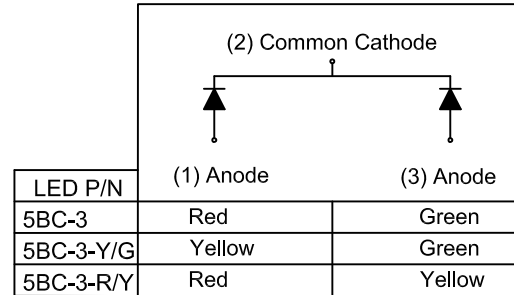 (2) Common Cathode
(1) Anode (3) Anode
LED P/N
5BC-3 Red Green
5BC-3-Y/G Yellow Green
5BC-3-R/Y Red Yellow